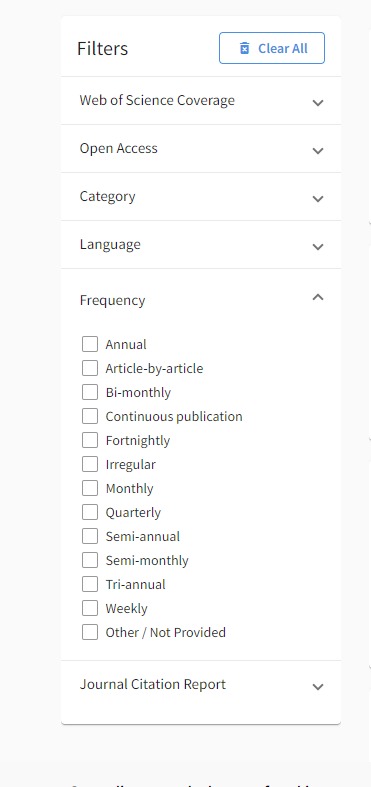 Filters
Clear All
Web of Science Coverage
Open Access
Category
Language
Frequency
Annual
Article-by-article
Bi-monthly
Continuous publication
Fortnightly
Irregular
Monthly
Quarterly
Semi-annual
Semi-monthly
Tri-annual
Weekly
Other / Not Provided
Journal Citation Report